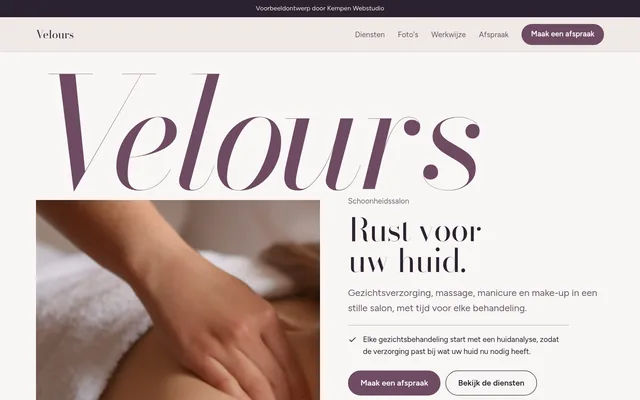 Voorbeeldontwerp door Kempen Webstudio
Velours
Diensten
Foto's
Werkwijze
Afspraak
Maak een afspraak
Velours
Schoonheidssalon
Rust voor
uw huid.
Gezichtsverzorging, massage, manicure en make-up in een
stille salon, met tijd voor elke behandeling.
Elke gezichtsbehandeling start met een huidanalyse, zodat
de verzorging past bij wat uw huid nu nodig heeft.
Maak een afspraak
Bekijk de diensten